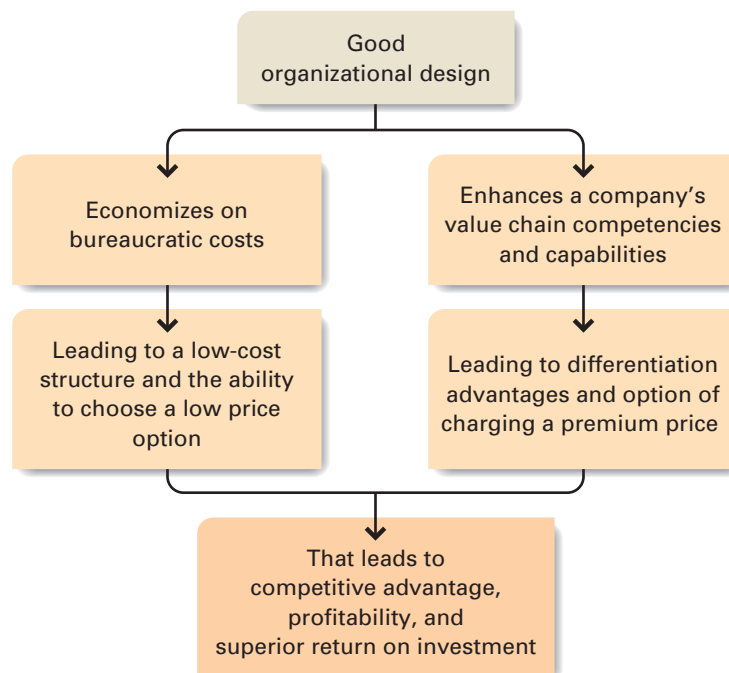 Good
organizational design
Economizes on
bureaucratic costs
Enhances a company’s
value chain competencies
and capabilities
Leading to a low-cost
structure and the ability
to choose a low price
option
Leading to differentiation
advantages and option of
charging a premium price
That leads to
competitive advantage,
profitability, and
superior return on investment